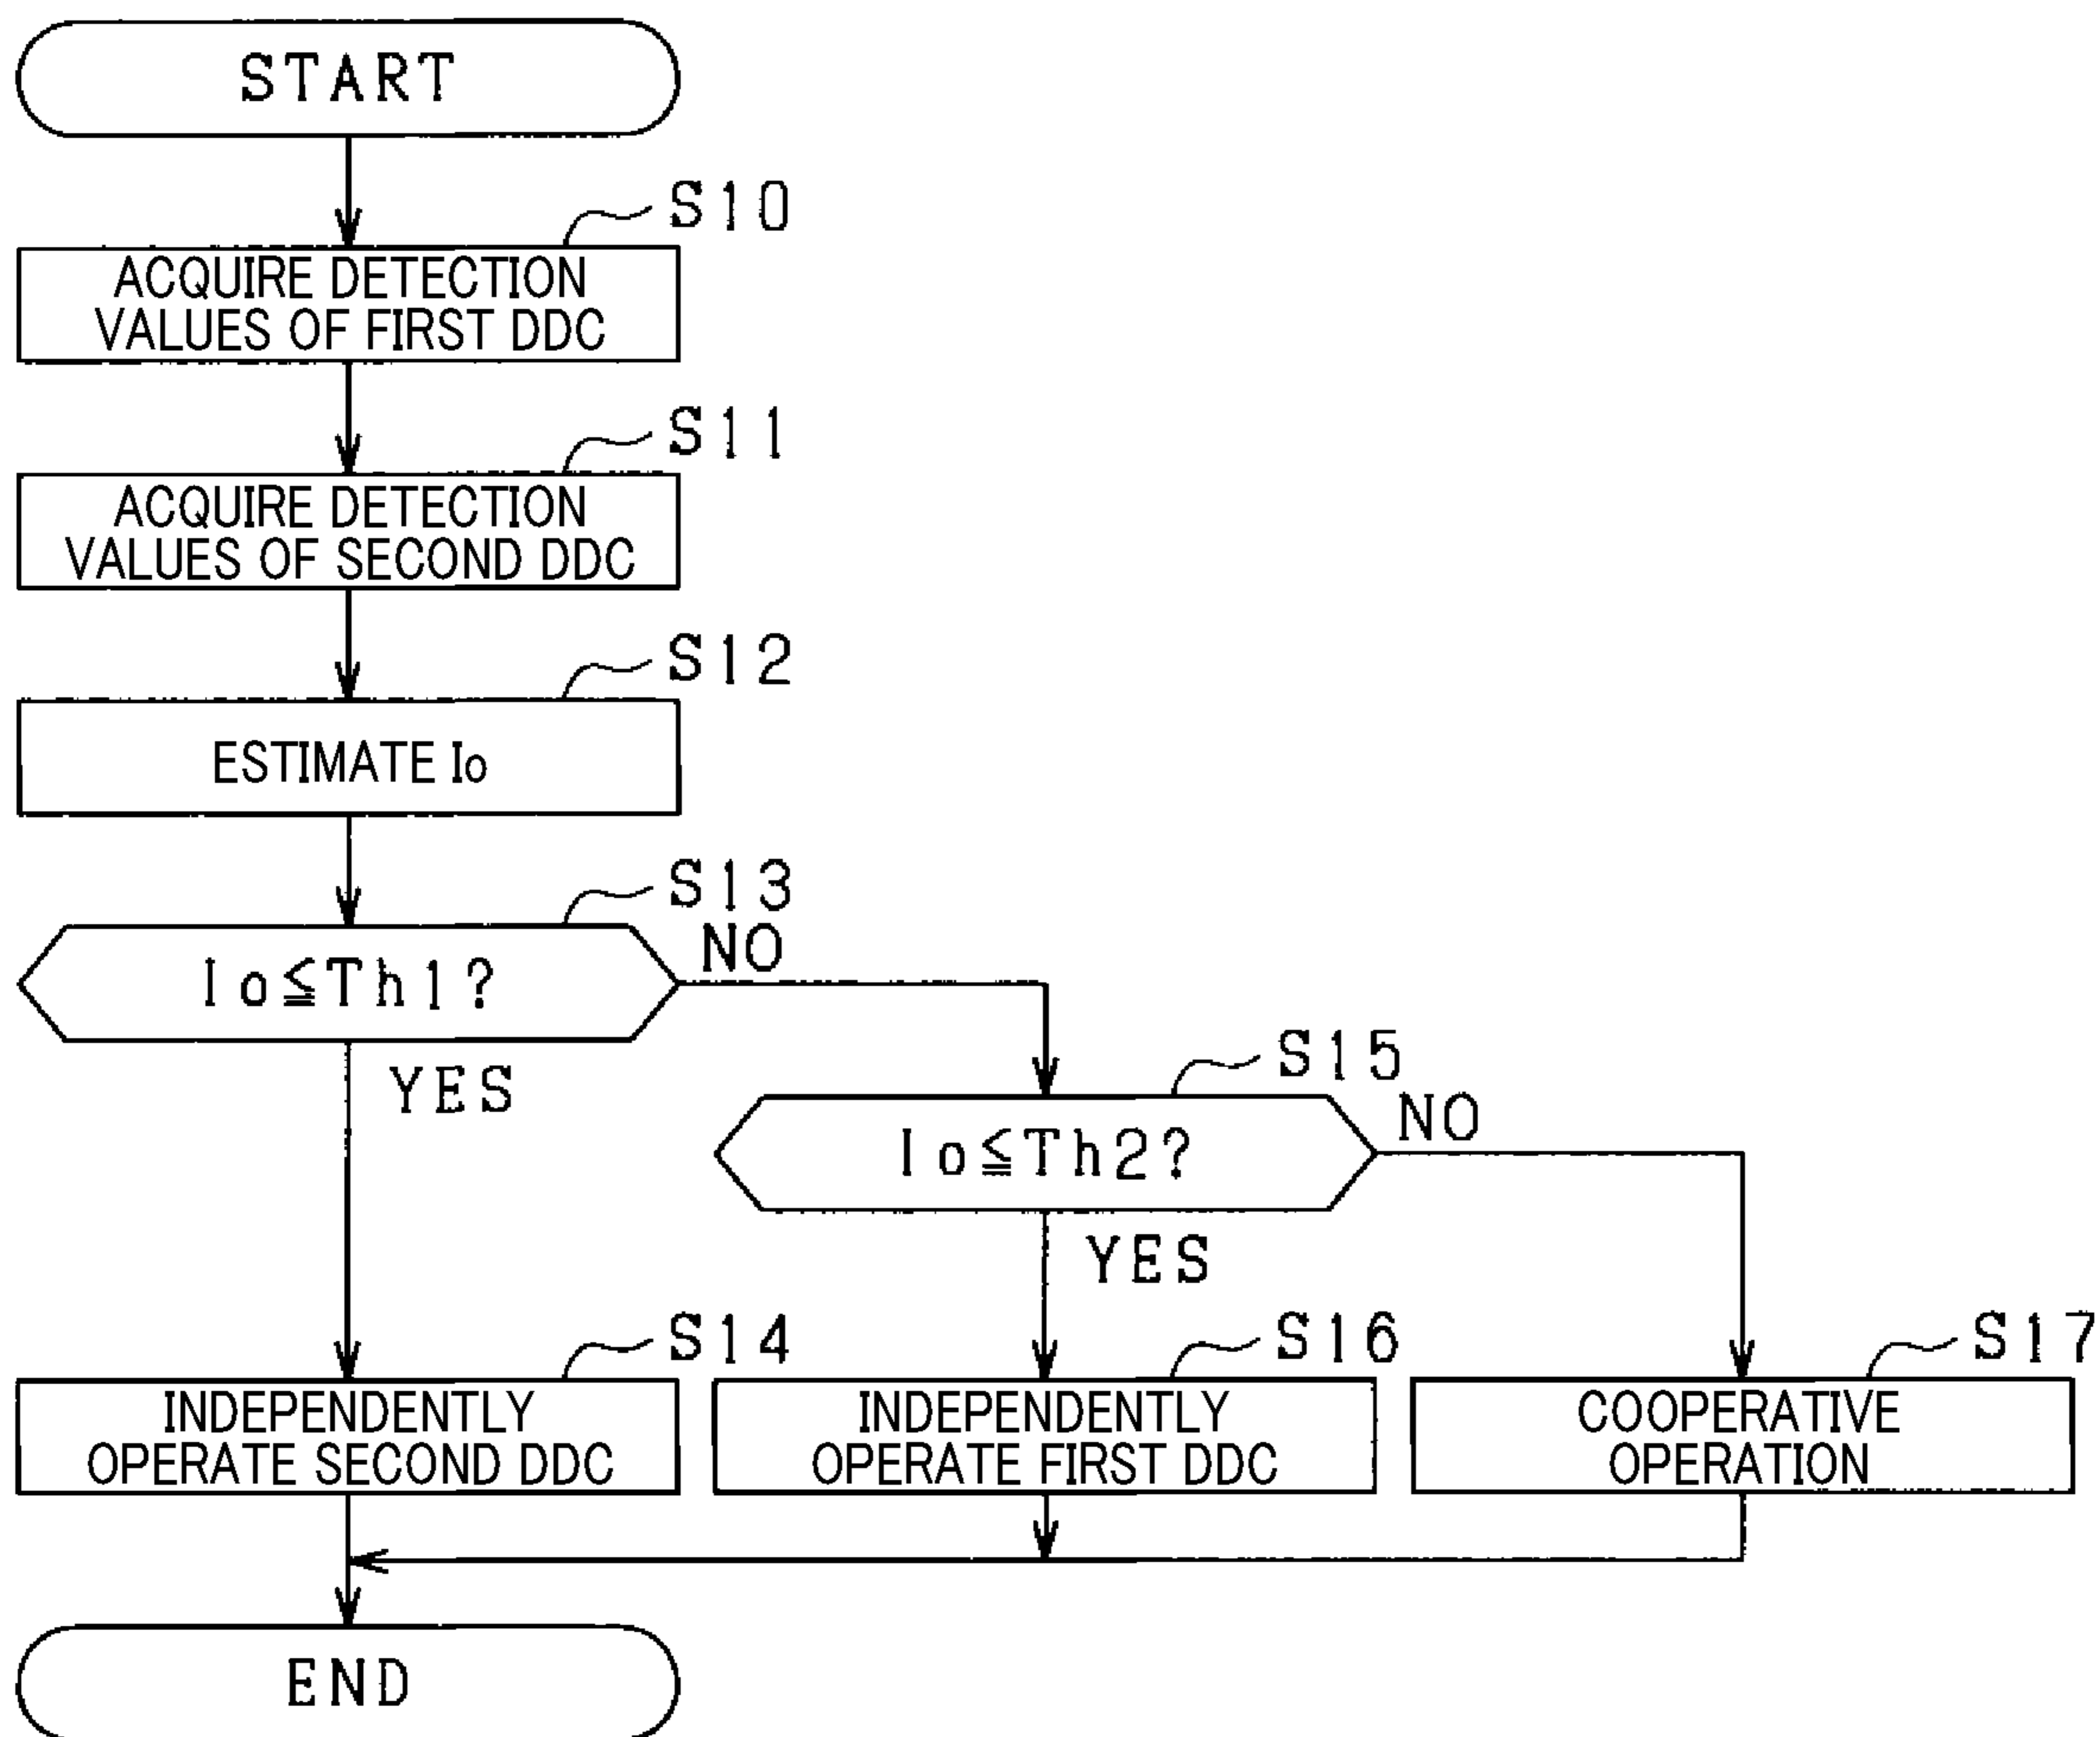 START
S10
ACQUIRE DETECTION
VALUES OF FIRST DDC
S11
ACQUIRE DETECTION
VALUES OF SECOND DDC
S12
ESTIMATE Io
S13
Io≦Th1?
NO
YES
S15
Io≦Th2?
NO
YES
S14
INDEPENDENTLY
OPERATE SECOND DDC
S16
INDEPENDENTLY
OPERATE FIRST DDC
S17
COOPERATIVE
OPERATION
END